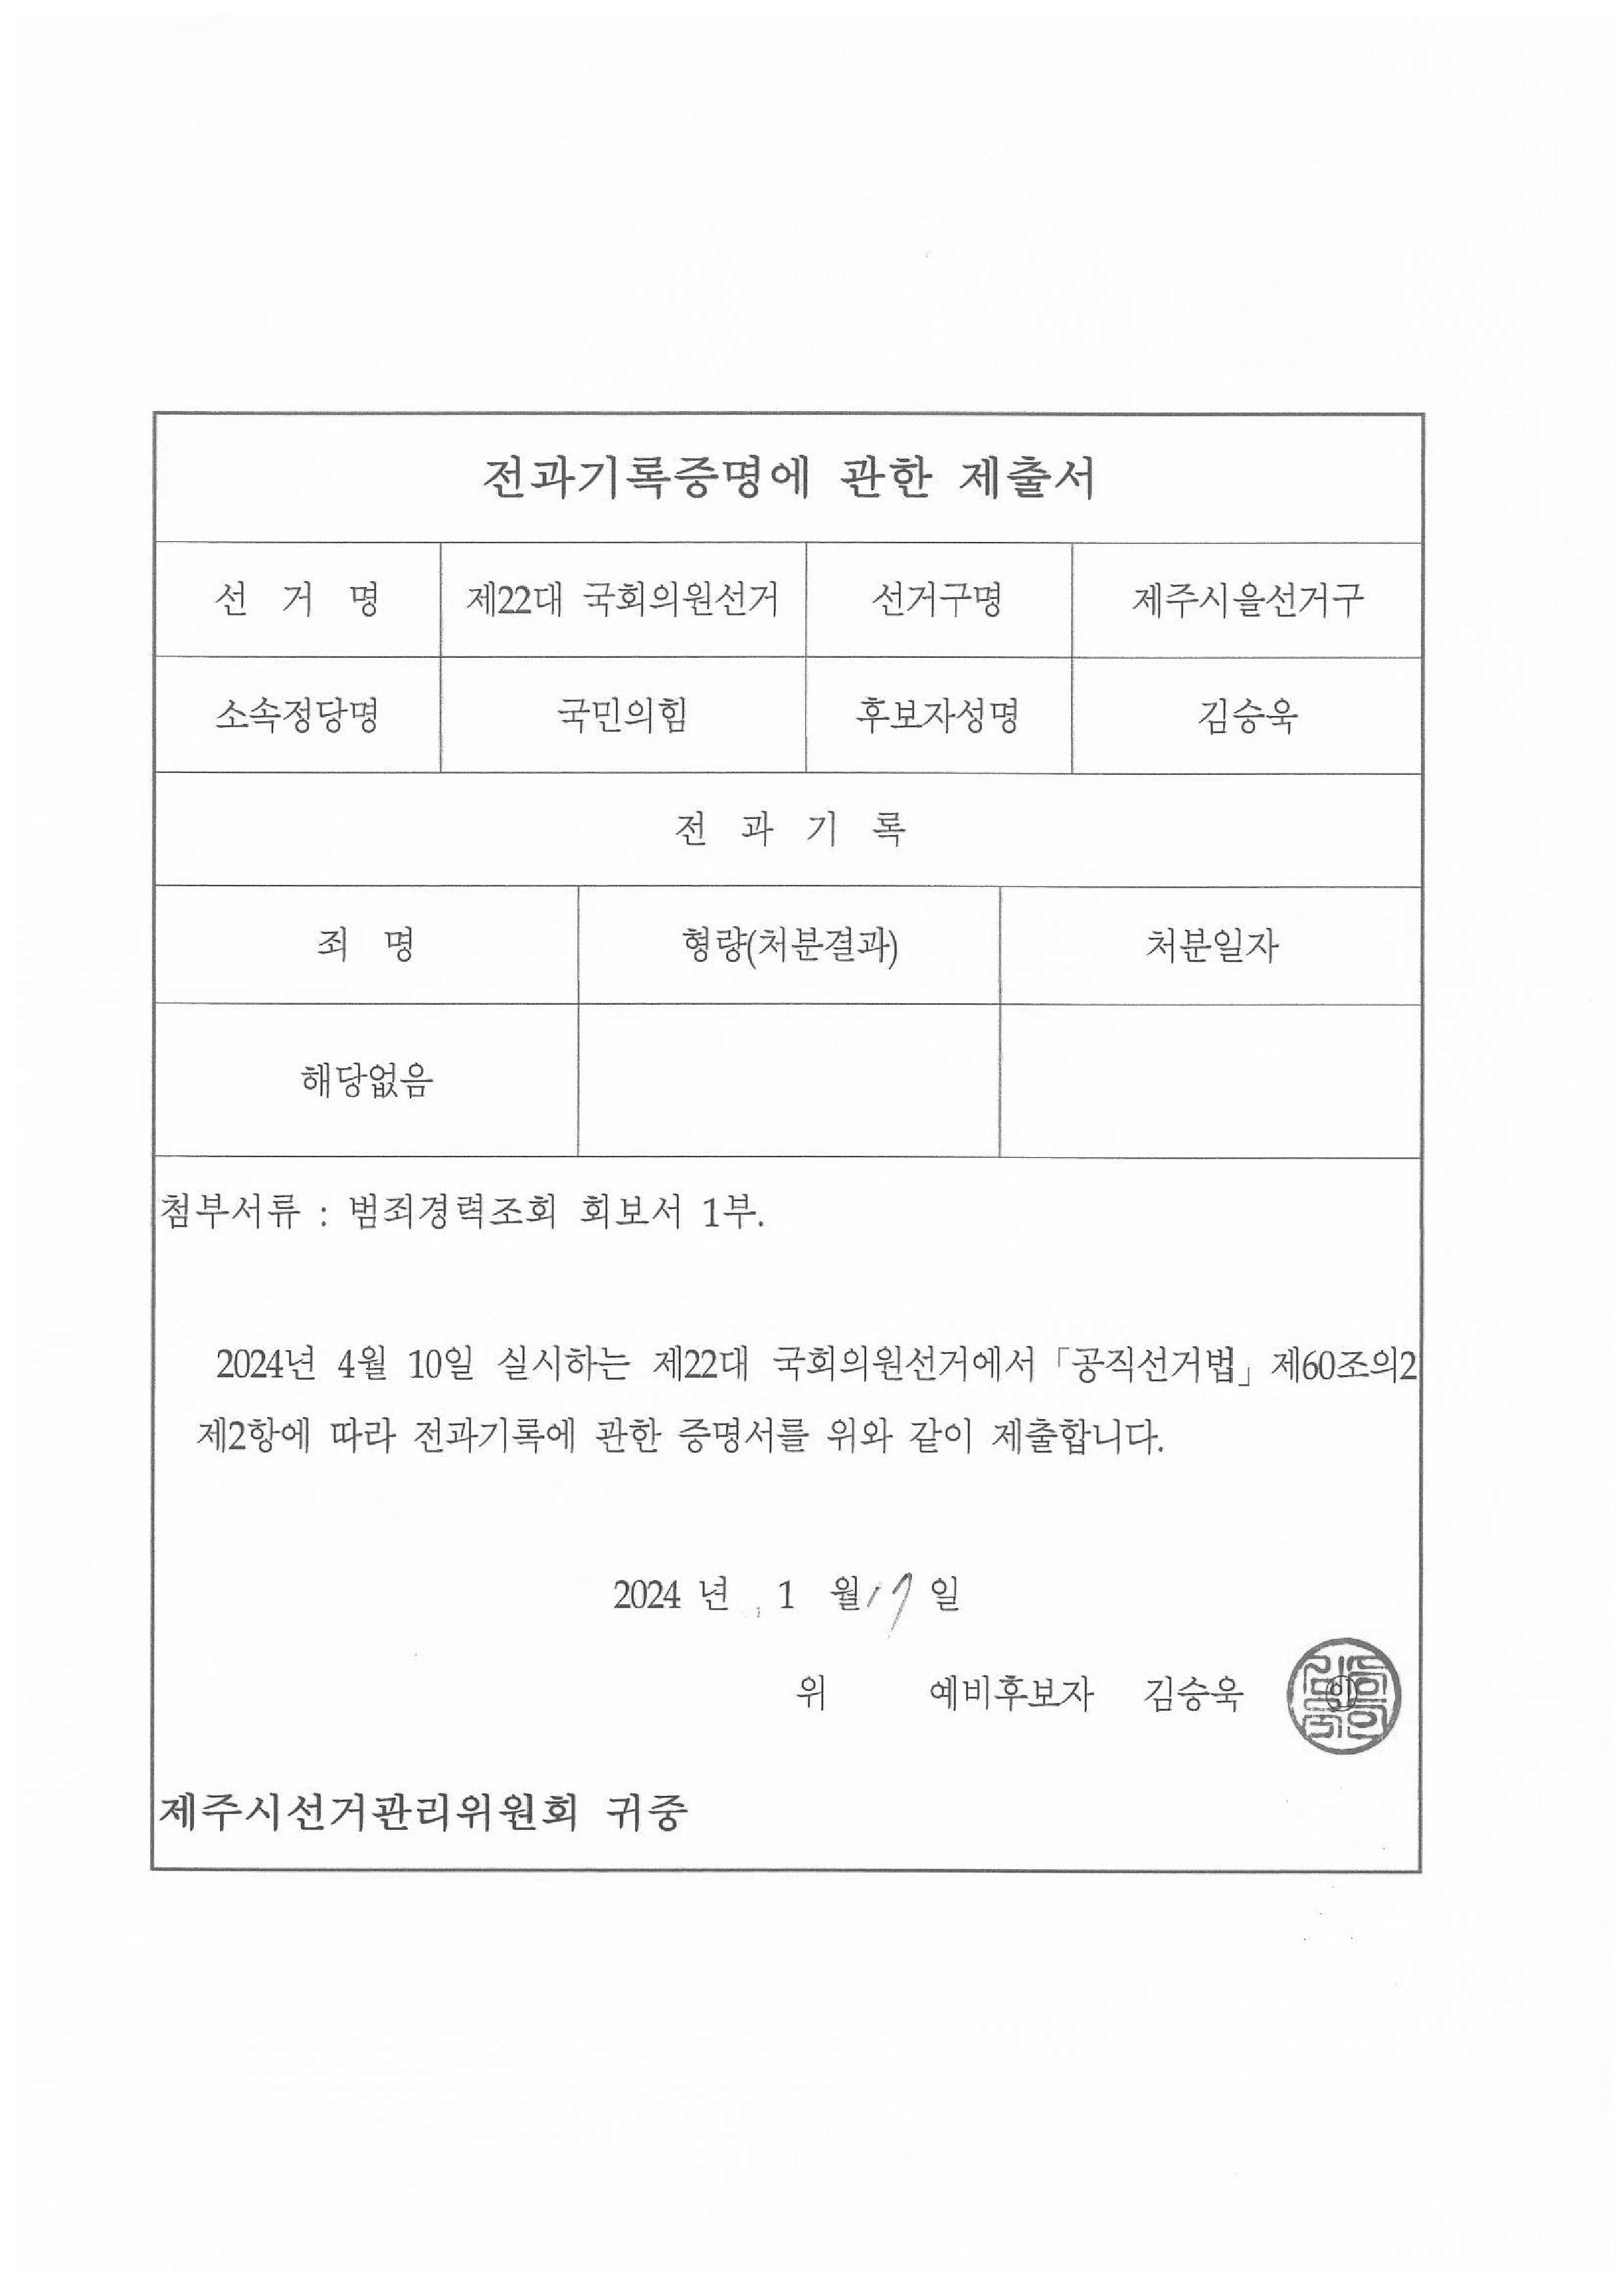 전과기록증명에 관한 제출서
선 거 명 제22대 국회의원선거 선거구명 제주시을선거구
소속정당명 국민의힘 후보자성명 김승욱
전 과 기 록
죄 명 형량(처분결과) 처분일자
해당없음
첨부서류 : 범죄경력조회 회보서 1부.
2024년 4월 10일 실시하는 제22대 국회의원선거에서 「공직선거법」 제60조의2
제2항에 따라 전과기록에 관한 증명서를 위와 같이 제출합니다.
2024 년 1 월 17 일
위 예비후보자 김승욱 ㊞
제주시선거관리위원회 귀중